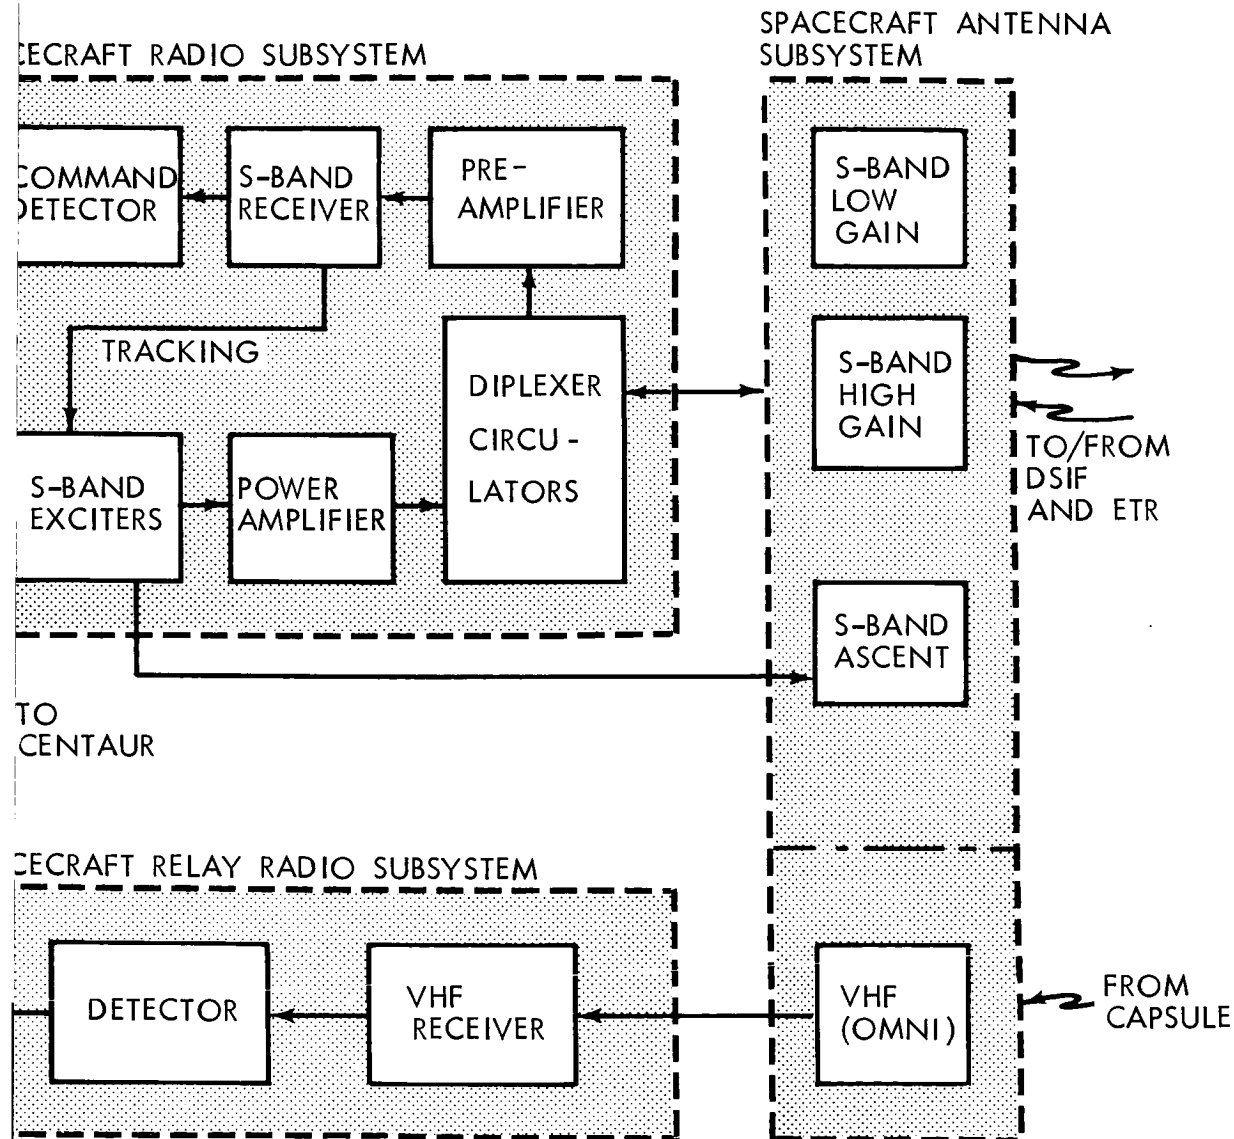 SPACECRAFT ANTENNA
SUBSYSTEM
CECRAFT RADIO SUBSYSTEM
COMMAND
DETECTOR
S-BAND
RECEIVER
PRE-
AMPLIFIER
S-BAND
LOW
GAIN
TRACKING
DIPLEXER
CIRCU-
LATORS
S-BAND
HIGH
GAIN
TO/FROM
DSIF
AND ETR
S-BAND
EXCITERS
POWER
AMPLIFIER
S-BAND
ASCENT
TO
CENTAUR
CECRAFT RELAY RADIO SUBSYSTEM
DETECTOR
VHF
RECEIVER
VHF
(OMNI)
FROM
CAPSULE